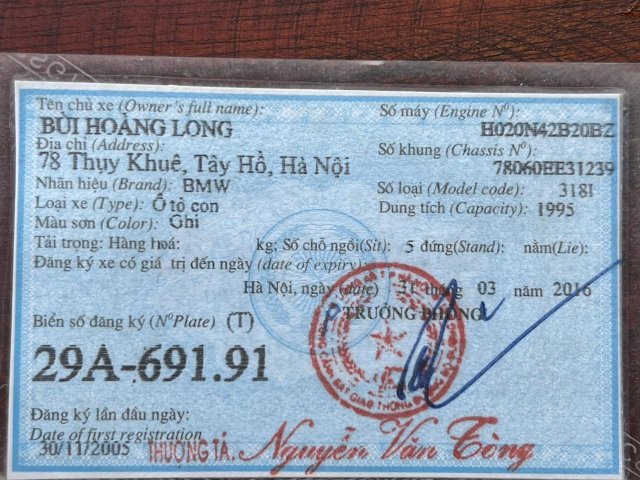 Tên chủ xe (Owner's full name):
BÙI HOÀNG LONG
Địa chỉ (Address):
78 Thụy Khuê, Tây Hồ, Hà Nội
Nhãn hiệu (Brand): BMW
Loại xe (Type): Ô tô con
Màu sơn (Color): Ghi
Số máy (Engine Nº):
H020N42B20BZ
Số khung (Chassis Nº):
78060EE31239
Số loại (Model code): 318I
Dung tích (Capacity): 1995
Tải trọng: Hàng hoá: kg; Số chỗ ngồi(Sit): 5 đứng(Stand): nằm(Lie):
Đăng ký xe có giá trị đến ngày (date of expiry):
Hà Nội, ngày (date) 31 tháng 03 năm 2016
TRƯỞNG PHÒNG
Biển số đăng ký (NºPlate) (T)
29A-691.91
Đăng ký lần đầu ngày:
Date of first registration
30/11/2005
THƯỢNG TÁ. Nguyễn Văn Tòng